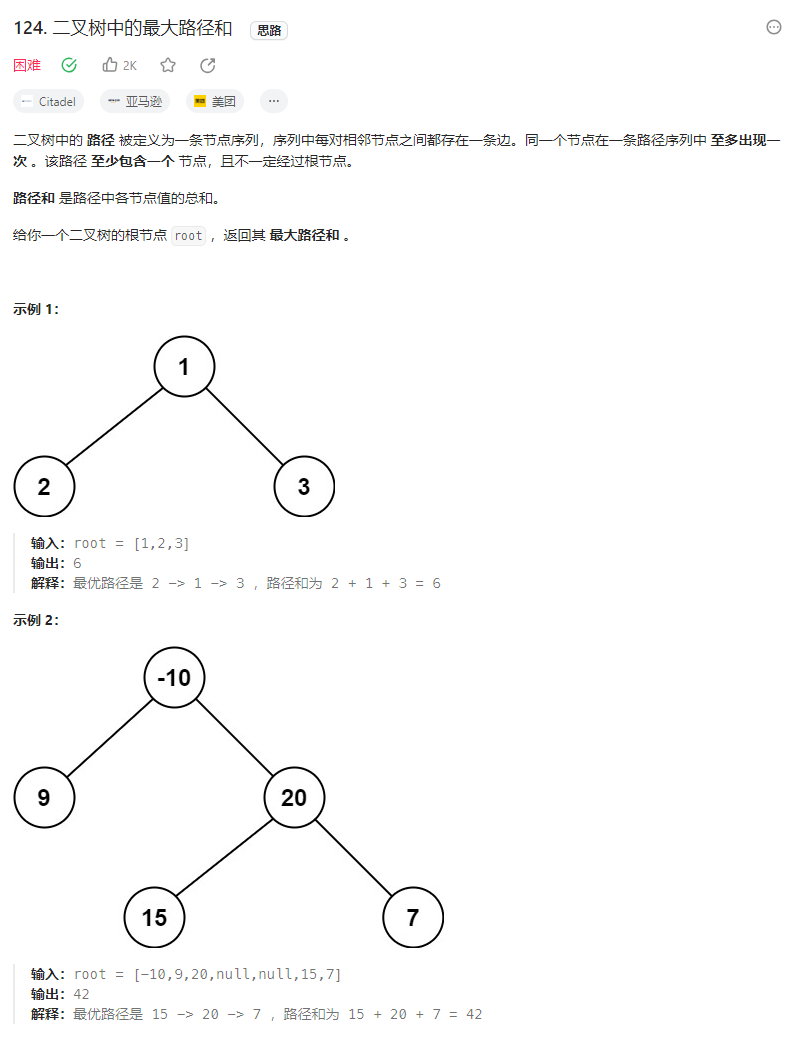 124. 二叉树中的最大路径和 思路
困难 2K
Citadel 亚马逊 美团 ...
二叉树中的 路径 被定义为一条节点序列，序列中每对相邻节点之间都存在一条边。同一个节点在一条路径序列中 至多出现一
次 。该路径 至少包含一个 节点，且不一定经过根节点。
路径和 是路径中各节点值的总和。
给你一个二叉树的根节点 root ，返回其 最大路径和 。
示例 1：
1
2 3
输入：root = [1,2,3]
输出：6
解释：最优路径是 2 -> 1 -> 3 ，路径和为 2 + 1 + 3 = 6
示例 2：
-10
9 20
15 7
输入：root = [-10,9,20,null,null,15,7]
输出：42
解释：最优路径是 15 -> 20 -> 7 ，路径和为 15 + 20 + 7 = 42